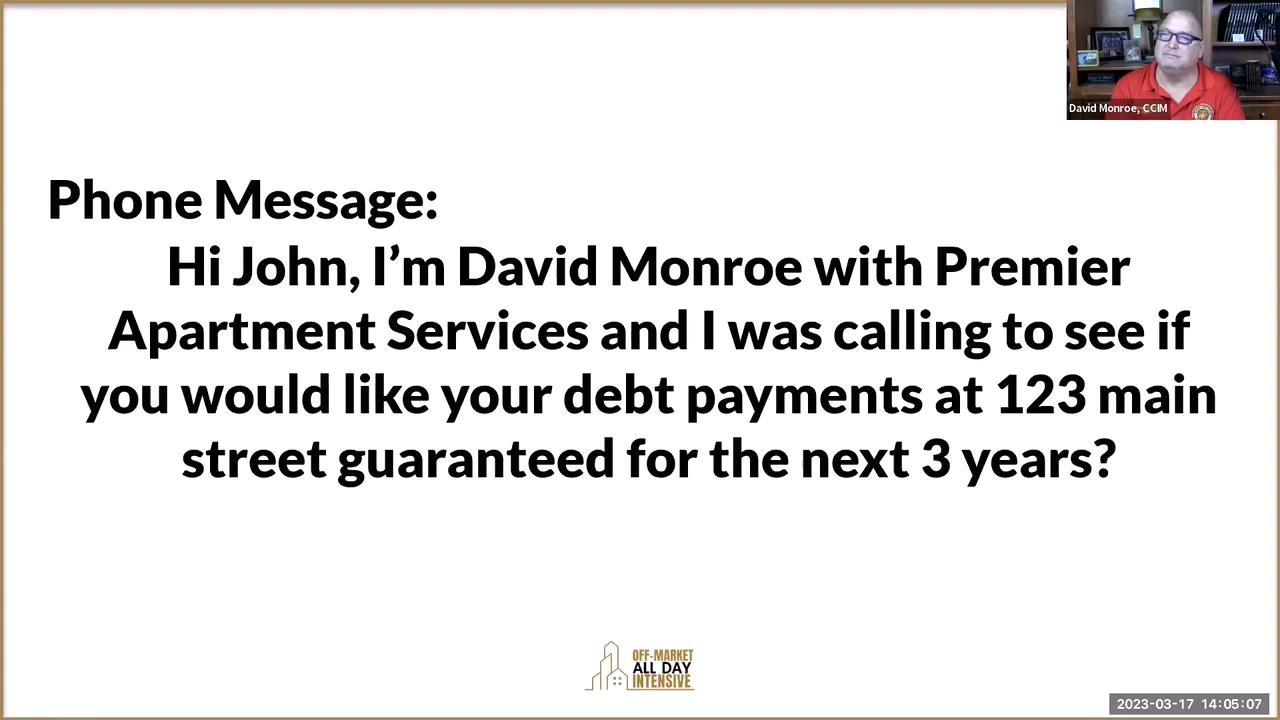 David Monroe, CCIM
Phone Message:
Hi John, I’m David Monroe with Premier
Apartment Services and I was calling to see if
you would like your debt payments at 123 main
street guaranteed for the next 3 years?
OFF-MARKET
ALL DAY
INTENSIVE
2023-03-17 14:05:07